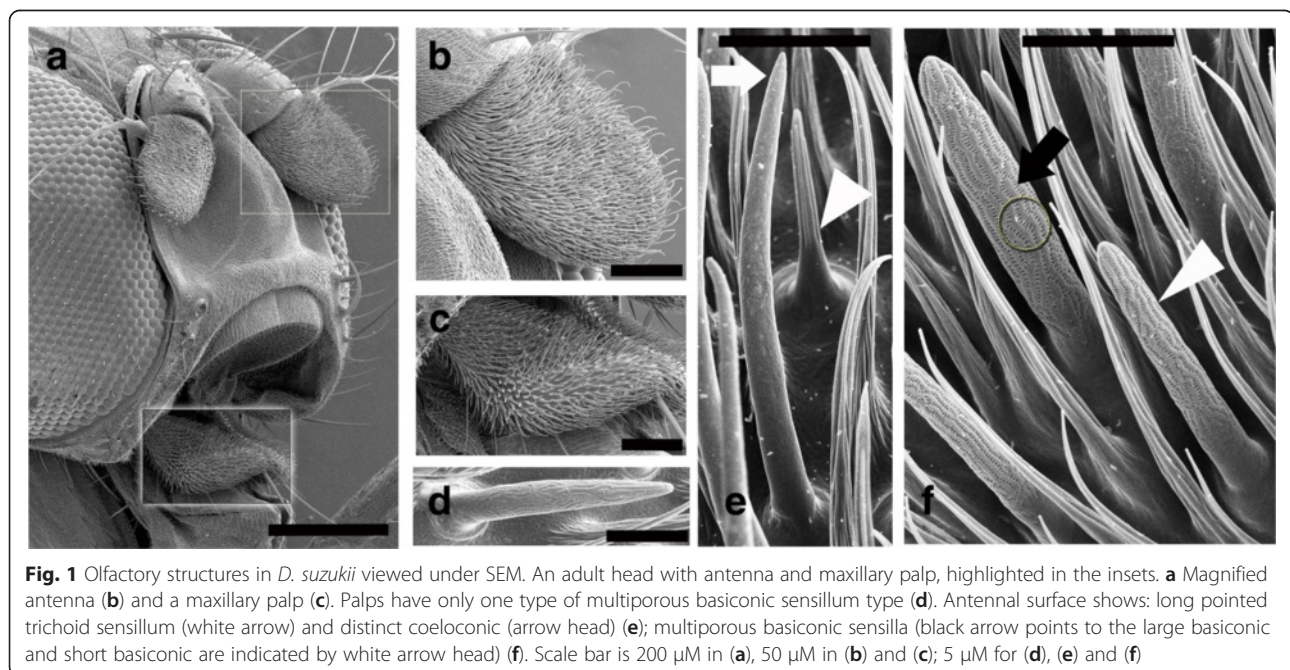 a
b
c
d
e
f
Fig. 1 Olfactory structures in D. suzukii viewed under SEM. An adult head with antenna and maxillary palp, highlighted in the insets. a Magnified
antenna (b) and a maxillary palp (c). Palps have only one type of multiporous basiconic sensillum type (d). Antennal surface shows: long pointed
trichoid sensillum (white arrow) and distinct coeloconic (arrow head) (e); multiporous basiconic sensilla (black arrow points to the large basiconic
and short basiconic are indicated by white arrow head) (f). Scale bar is 200 μM in (a), 50 μM in (b) and (c); 5 μM for (d), (e) and (f)